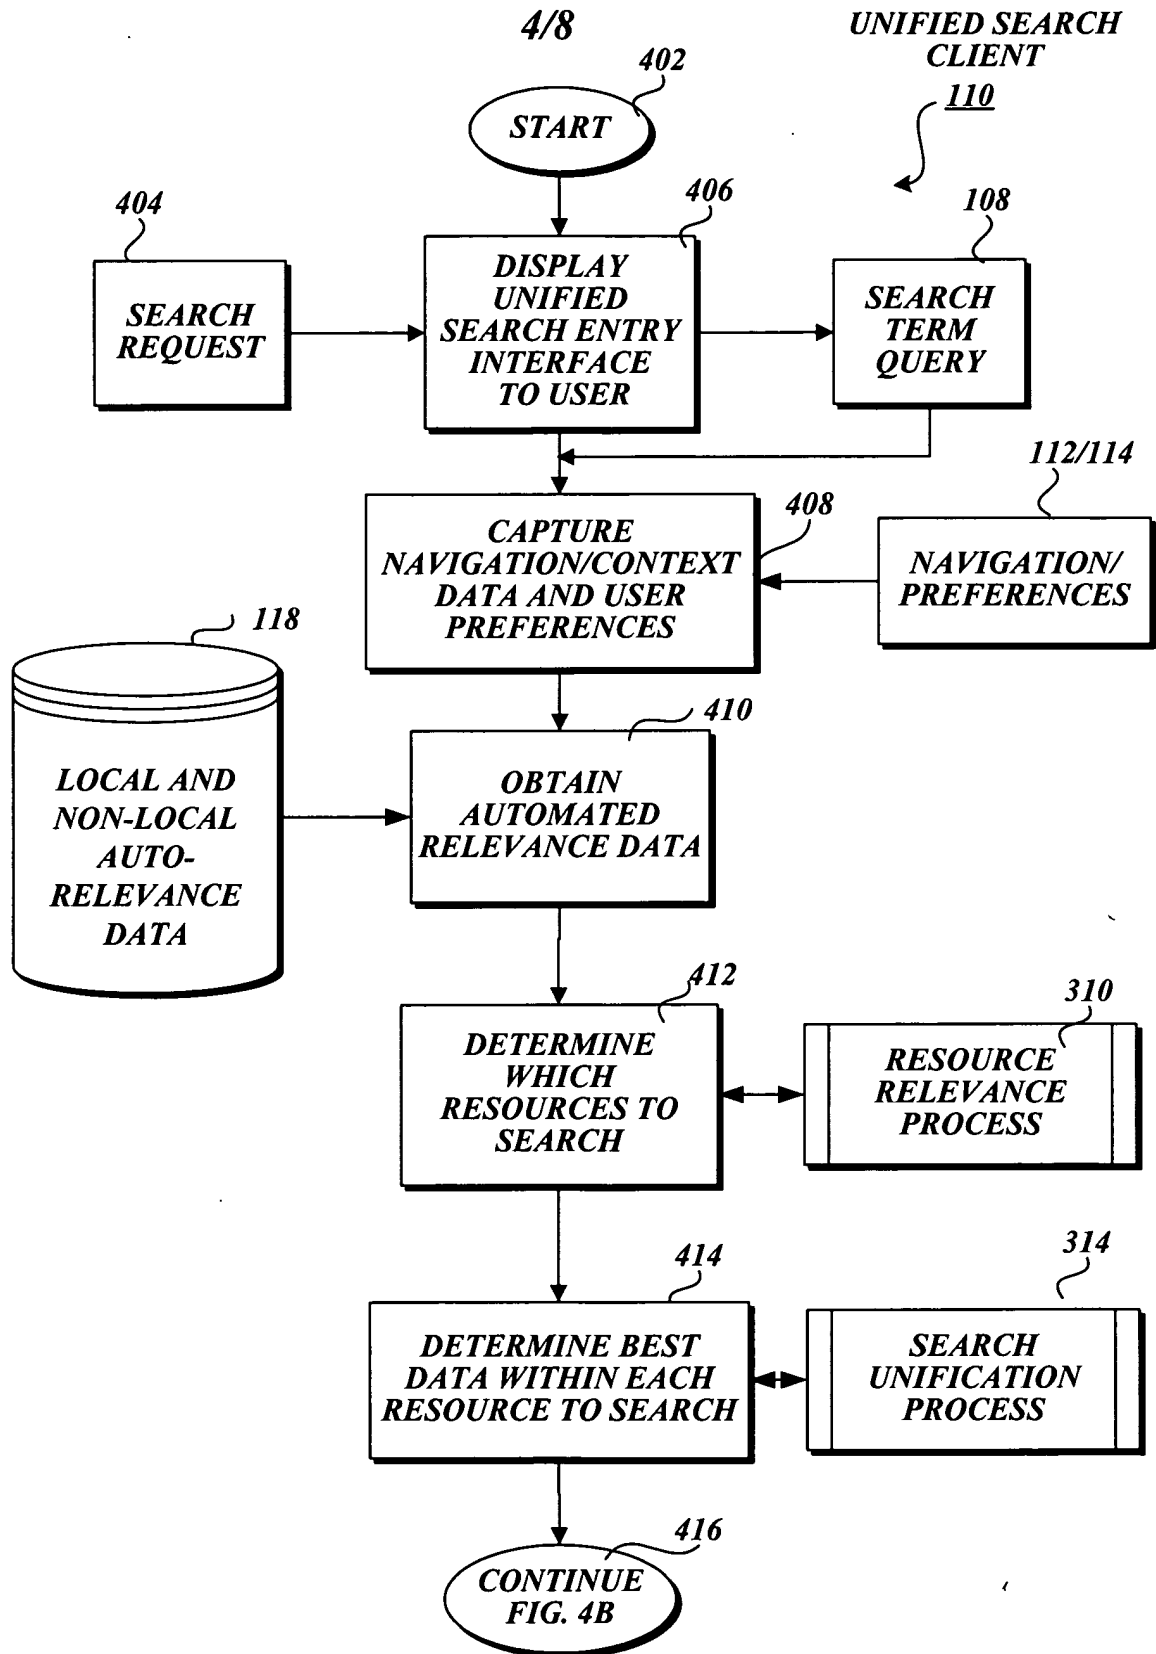 4/8
UNIFIED SEARCH
CLIENT
110
402
START
404
SEARCH
REQUEST
406
DISPLAY
UNIFIED
SEARCH ENTRY
INTERFACE
TO USER
108
SEARCH
TERM
QUERY
112/114
NAVIGATION/
PREFERENCES
408
CAPTURE
NAVIGATION/CONTEXT
DATA AND USER
PREFERENCES
118
LOCAL AND
NON-LOCAL
AUTO-
RELEVANCE
DATA
410
OBTAIN
AUTOMATED
RELEVANCE DATA
412
DETERMINE
WHICH
RESOURCES TO
SEARCH
310
RESOURCE
RELEVANCE
PROCESS
414
DETERMINE BEST
DATA WITHIN EACH
RESOURCE TO SEARCH
314
SEARCH
UNIFICATION
PROCESS
416
CONTINUE
FIG. 4B